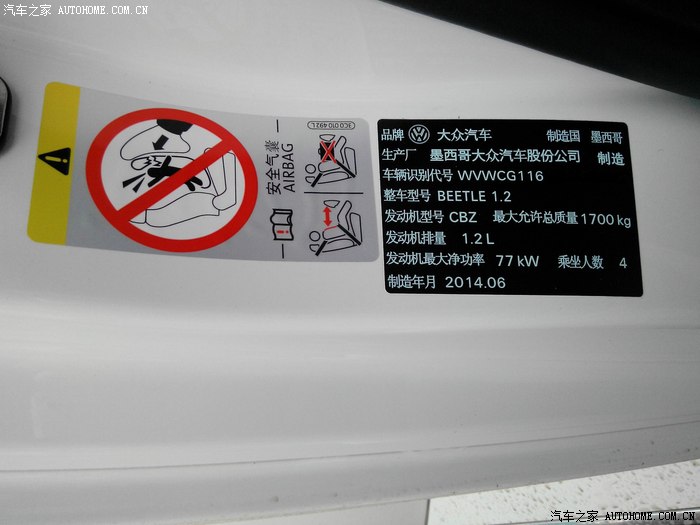 汽车之家 AUTOHOME.COM.CN
3C0 010 492 L
安全气囊
AIRBAG
品牌 大众汽车 制造国 墨西哥
生产厂 墨西哥大众汽车股份公司 制造
车辆识别代号 WVWCG116
整车型号 BEETLE 1.2
发动机型号 CBZ 最大允许总质量 1700 kg
发动机排量 1.2 L
发动机最大净功率 77 kW 乘坐人数 4
制造年月 2014.06
汽车之家 AUTOHOME.COM.CN